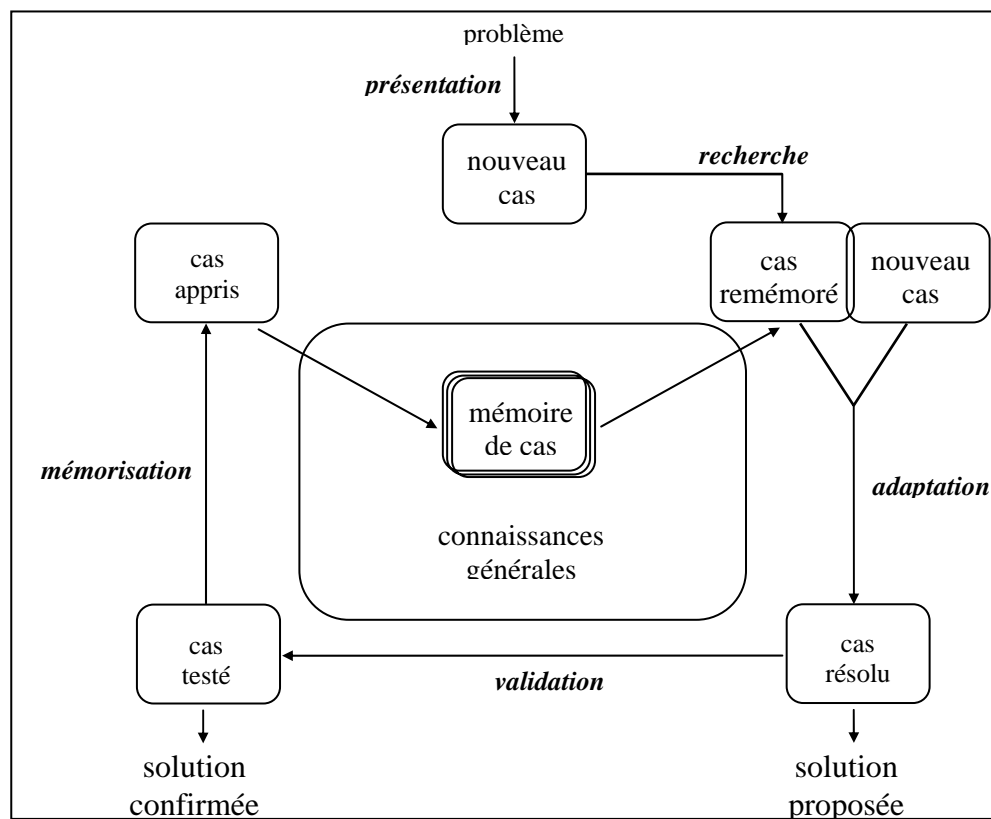 problème
présentation
nouveau
cas
recherche
cas
appris
cas
remémoré
nouveau
cas
mémoire
de cas
mémorisation
adaptation
connaissances
générales
cas
testé
validation
cas
résolu
solution
confirmée
solution
proposée